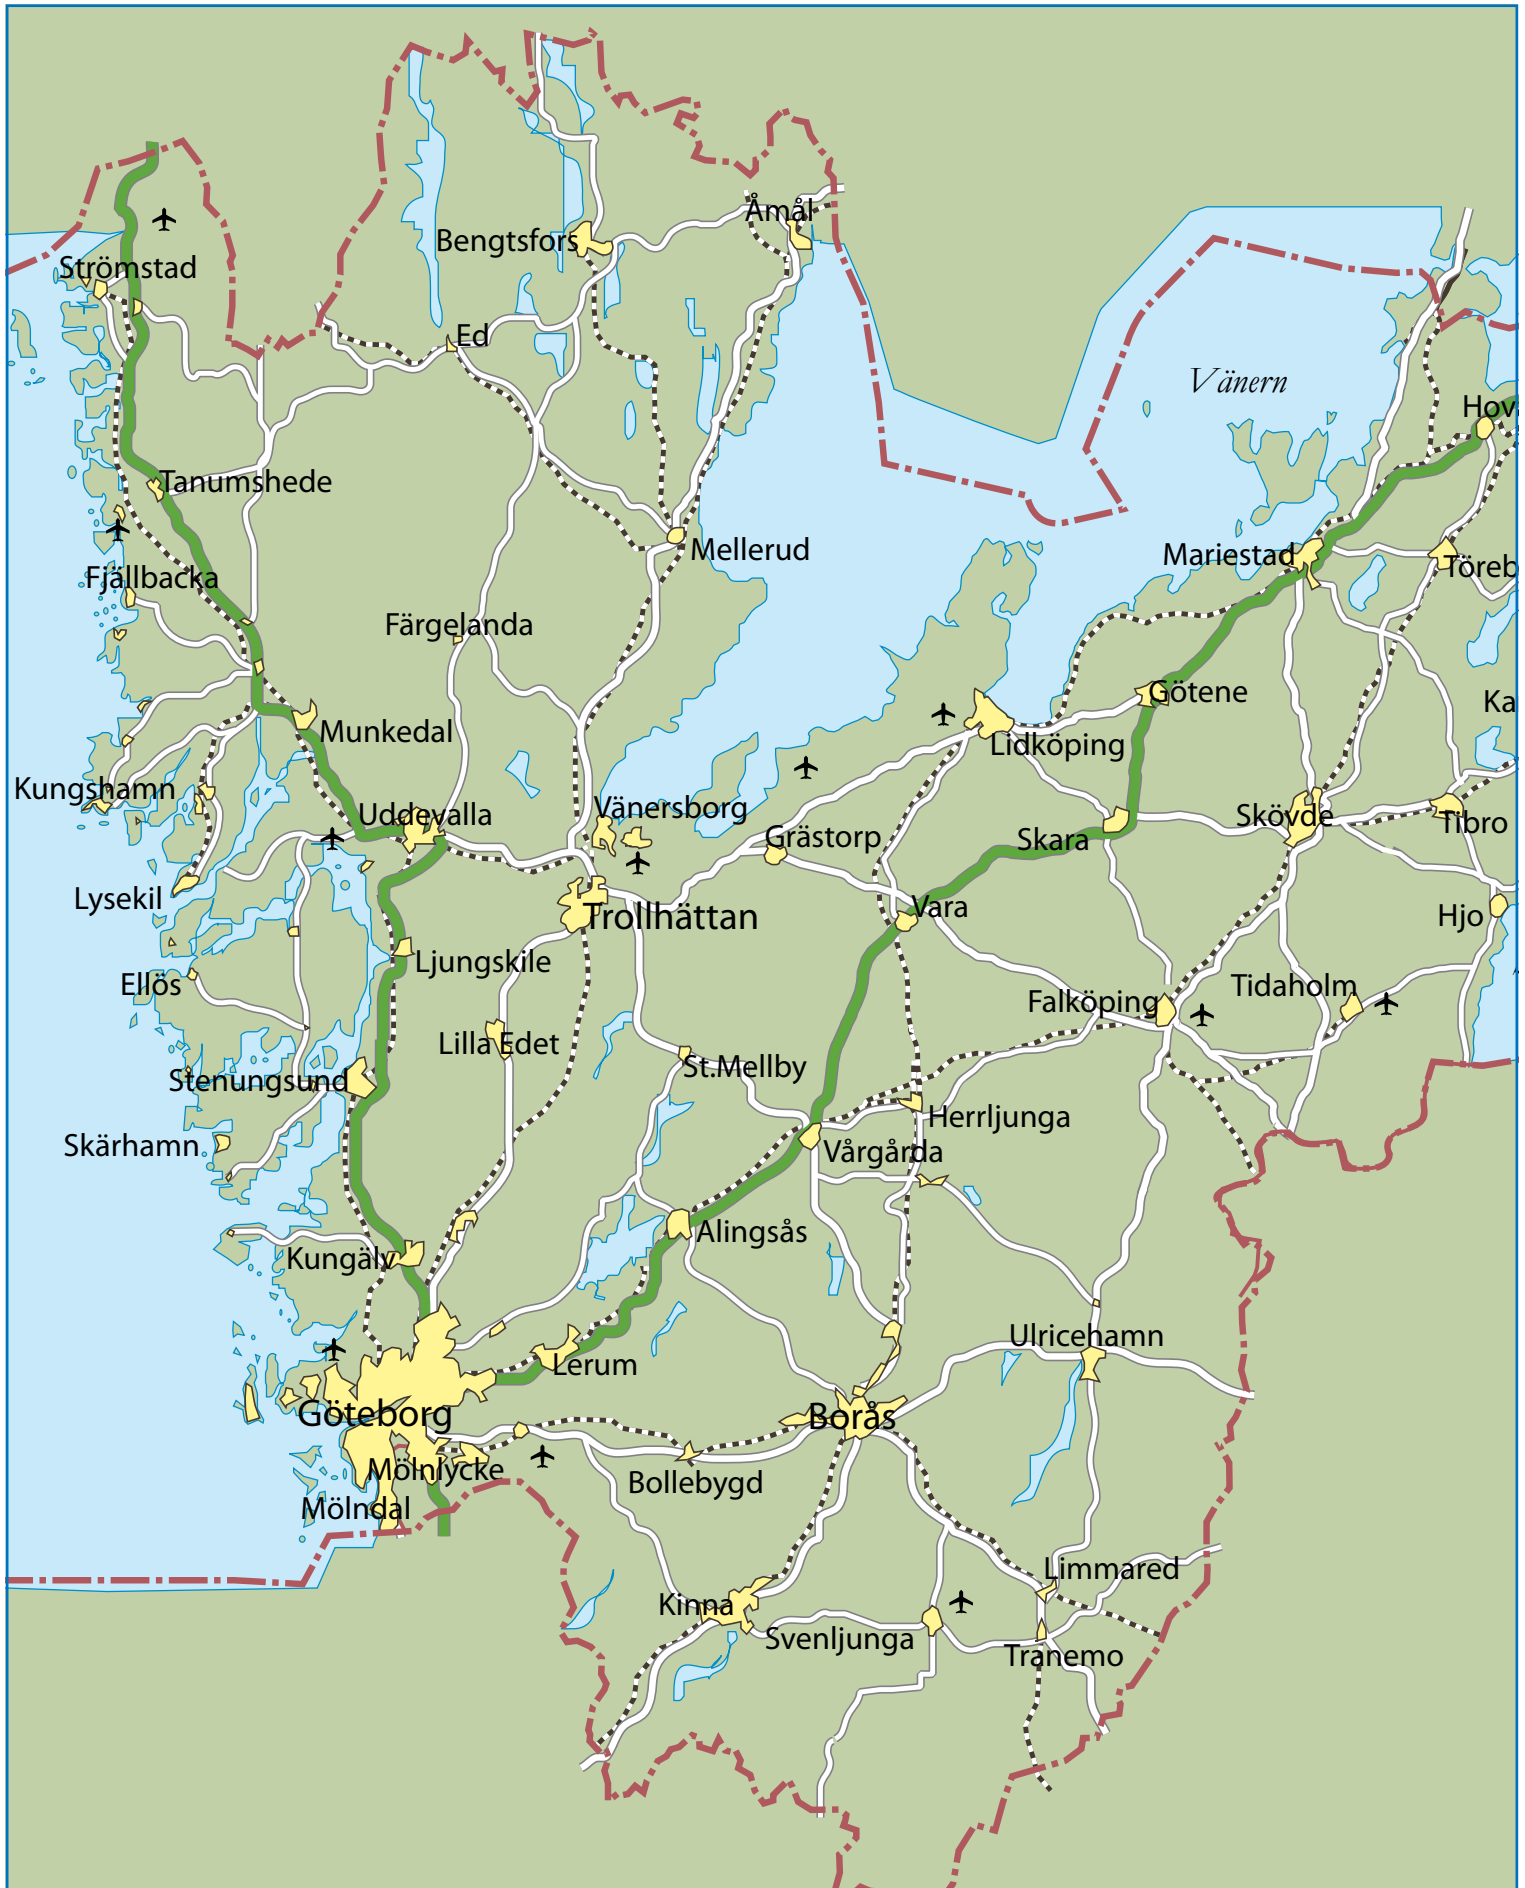 Åmål
Bengtsfors
Strömstad
Ed
Vänern
Hov
Tanumshede
Mellerud
Mariestad
Töreb
Fjällbacka
Färgelanda
Götene
Ka
Munkedal
Lidköping
Kungshamn
Uddevalla
Vänersborg
Grästorp
Skara
Skövde
Tibro
Lysekil
Trollhättan
Vara
Hjo
Ljungskile
Ellös
Falköping
Tidaholm
Lilla Edet
St.Mellby
Stenungsund
Herrljunga
Skärhamn
Vårgårda
Alingsås
Kungälv
Ulricehamn
Lerum
Göteborg
Borås
Mölnlycke
Bollebygd
Mölndal
Limmared
Kinna
Svenljunga
Tranemo